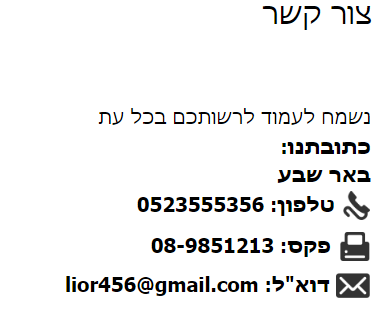 צור קשר
נשמח לעמוד לרשותכם בכל עת
כתובתנו:
באר שבע
טלפון: 0523555356
פקס: 08-9851213
דוא"ל: lior456@gmail.com